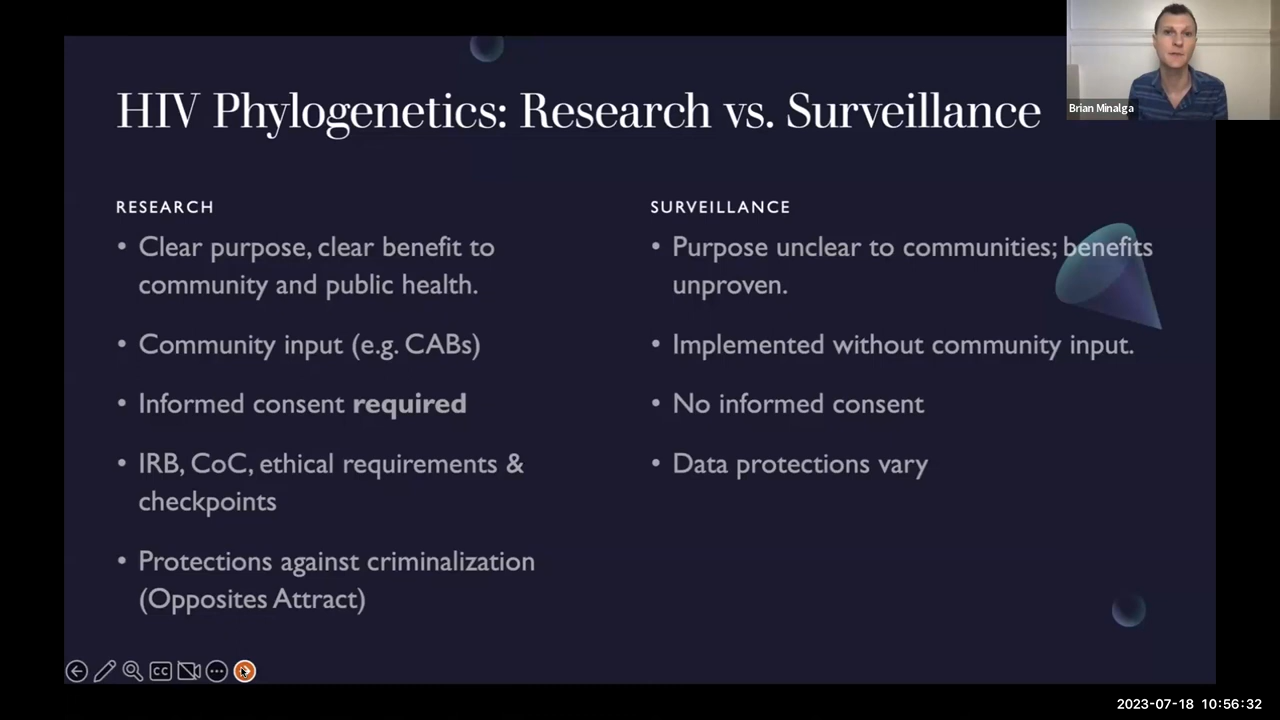 HIV Phylogenetics: Research vs. Surveillance
Brian Minalga
RESEARCH
• Clear purpose, clear benefit to
community and public health.
• Community input (e.g. CABs)
• Informed consent required
• IRB, CoC, ethical requirements &
checkpoints
• Protections against criminalization
(Opposites Attract)
SURVEILLANCE
• Purpose unclear to communities; benefits
unproven.
• Implemented without community input.
• No informed consent
• Data protections vary
CC
2023-07-18 10:56:32